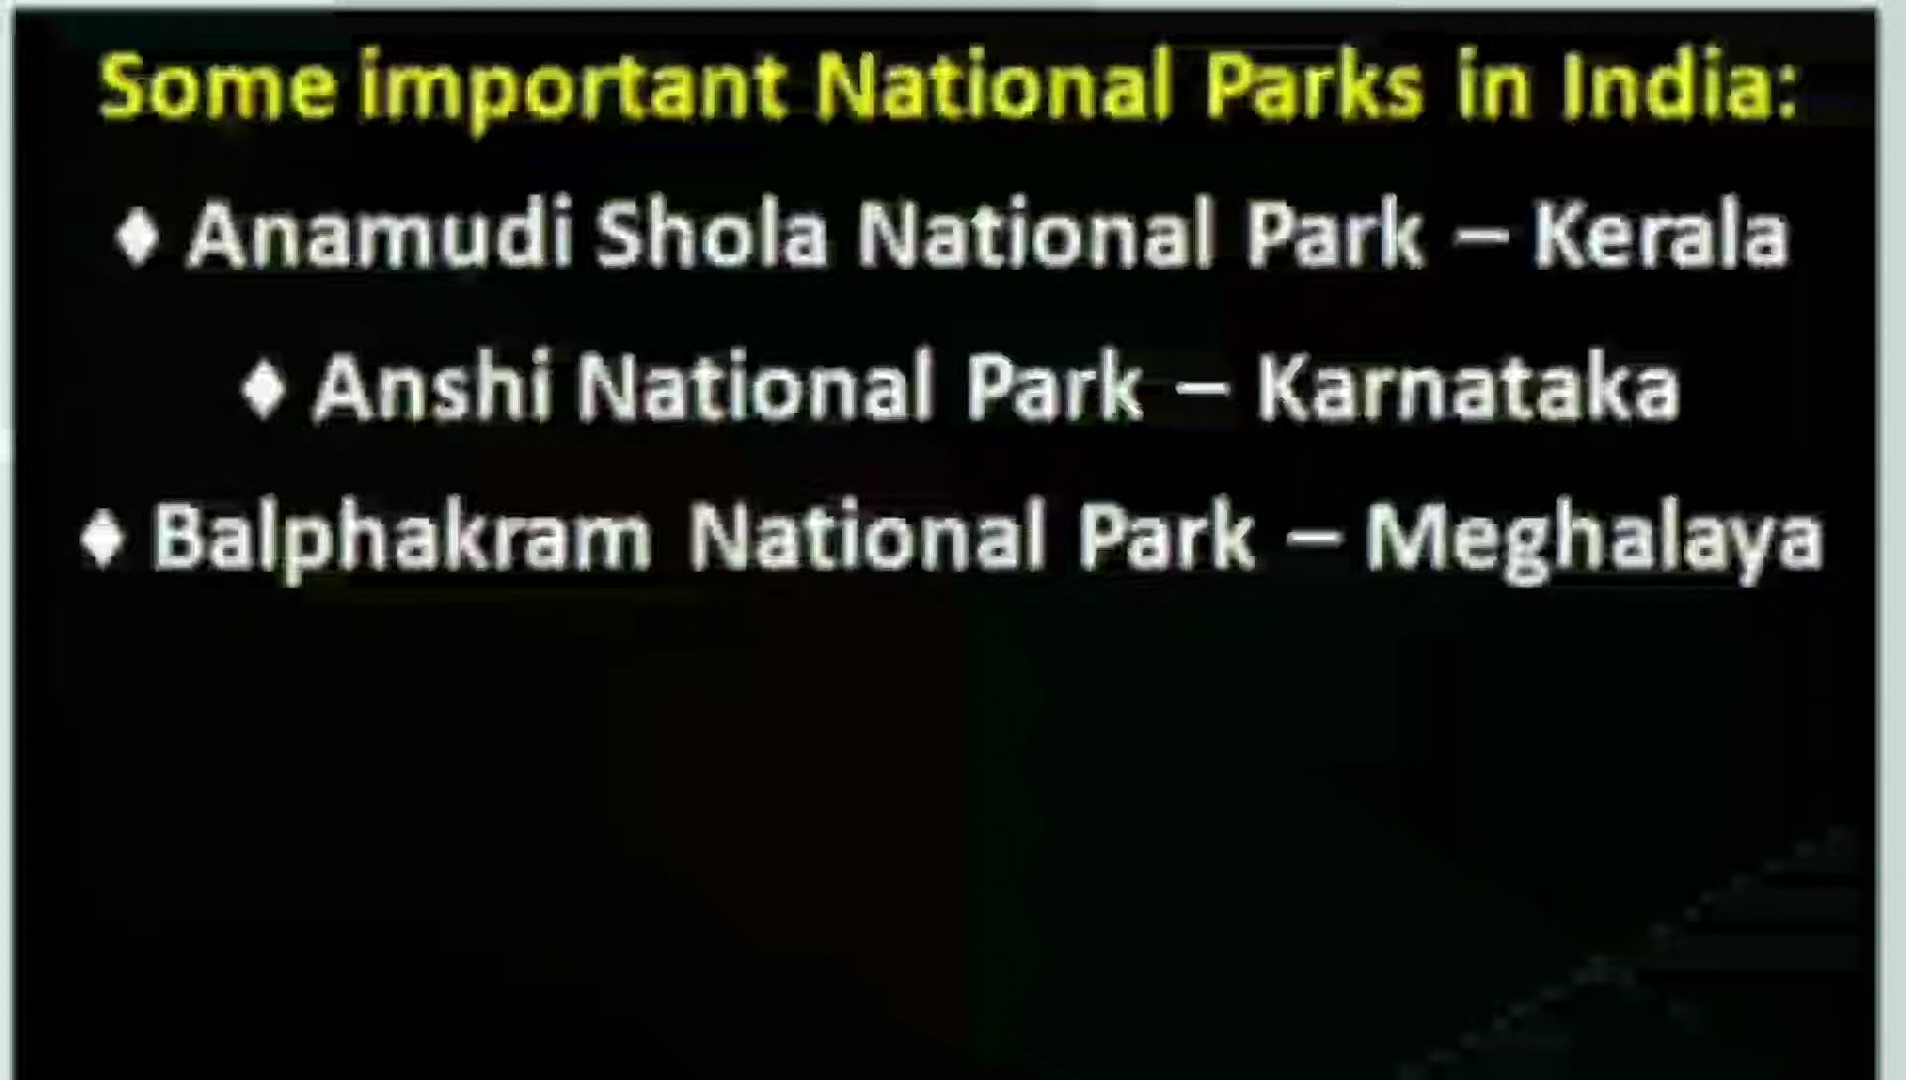 Some important National Parks in India:
♦ Anamudi Shola National Park – Kerala
♦ Anshi National Park – Karnataka
♦ Balphakram National Park – Meghalaya